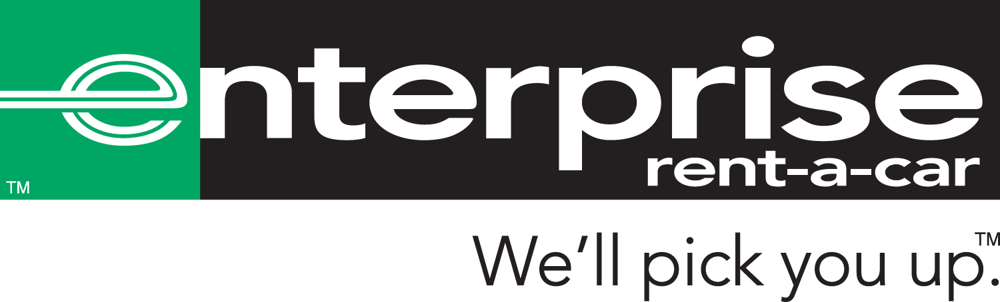 enterprise
rent-a-car
TM
We’ll pick you up.TM